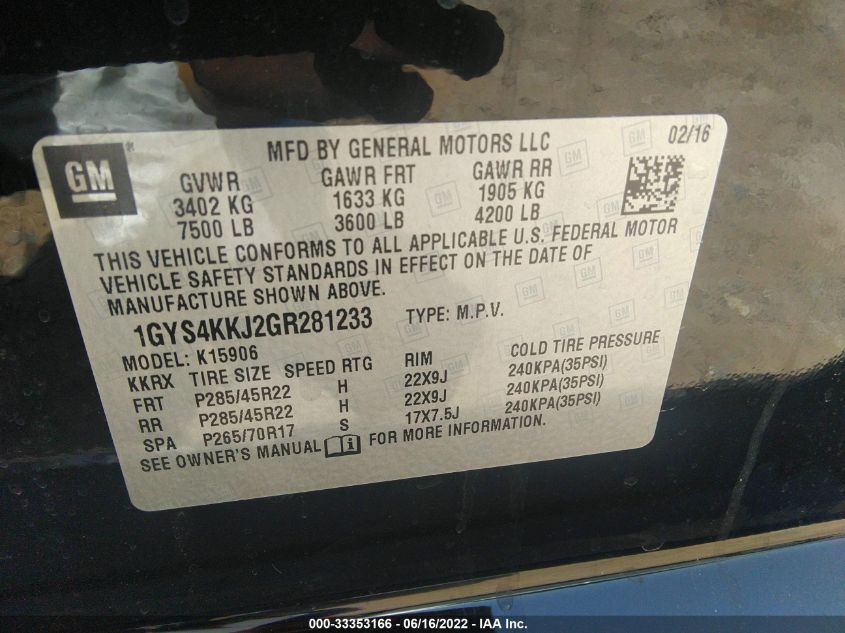 GM
MFD BY GENERAL MOTORS LLC
02/16
GVWR GAWR FRT GAWR RR
3402 KG 1633 KG 1905 KG
7500 LB 3600 LB 4200 LB
THIS VEHICLE CONFORMS TO ALL APPLICABLE U.S. FEDERAL MOTOR
VEHICLE SAFETY STANDARDS IN EFFECT ON THE DATE OF
MANUFACTURE SHOWN ABOVE.
1GYS4KKJ2GR281233 TYPE: M.P.V.
MODEL: K15906
KKRX TIRE SIZE SPEED RTG RIM COLD TIRE PRESSURE
FRT P285/45R22 H 22X9J 240KPA(35PSI)
RR P285/45R22 H 22X9J 240KPA(35PSI)
SPA P265/70R17 S 17X7.5J 240KPA(35PSI)
SEE OWNER'S MANUAL FOR MORE INFORMATION.
000-33353166 - 06/16/2022 - IAA Inc.